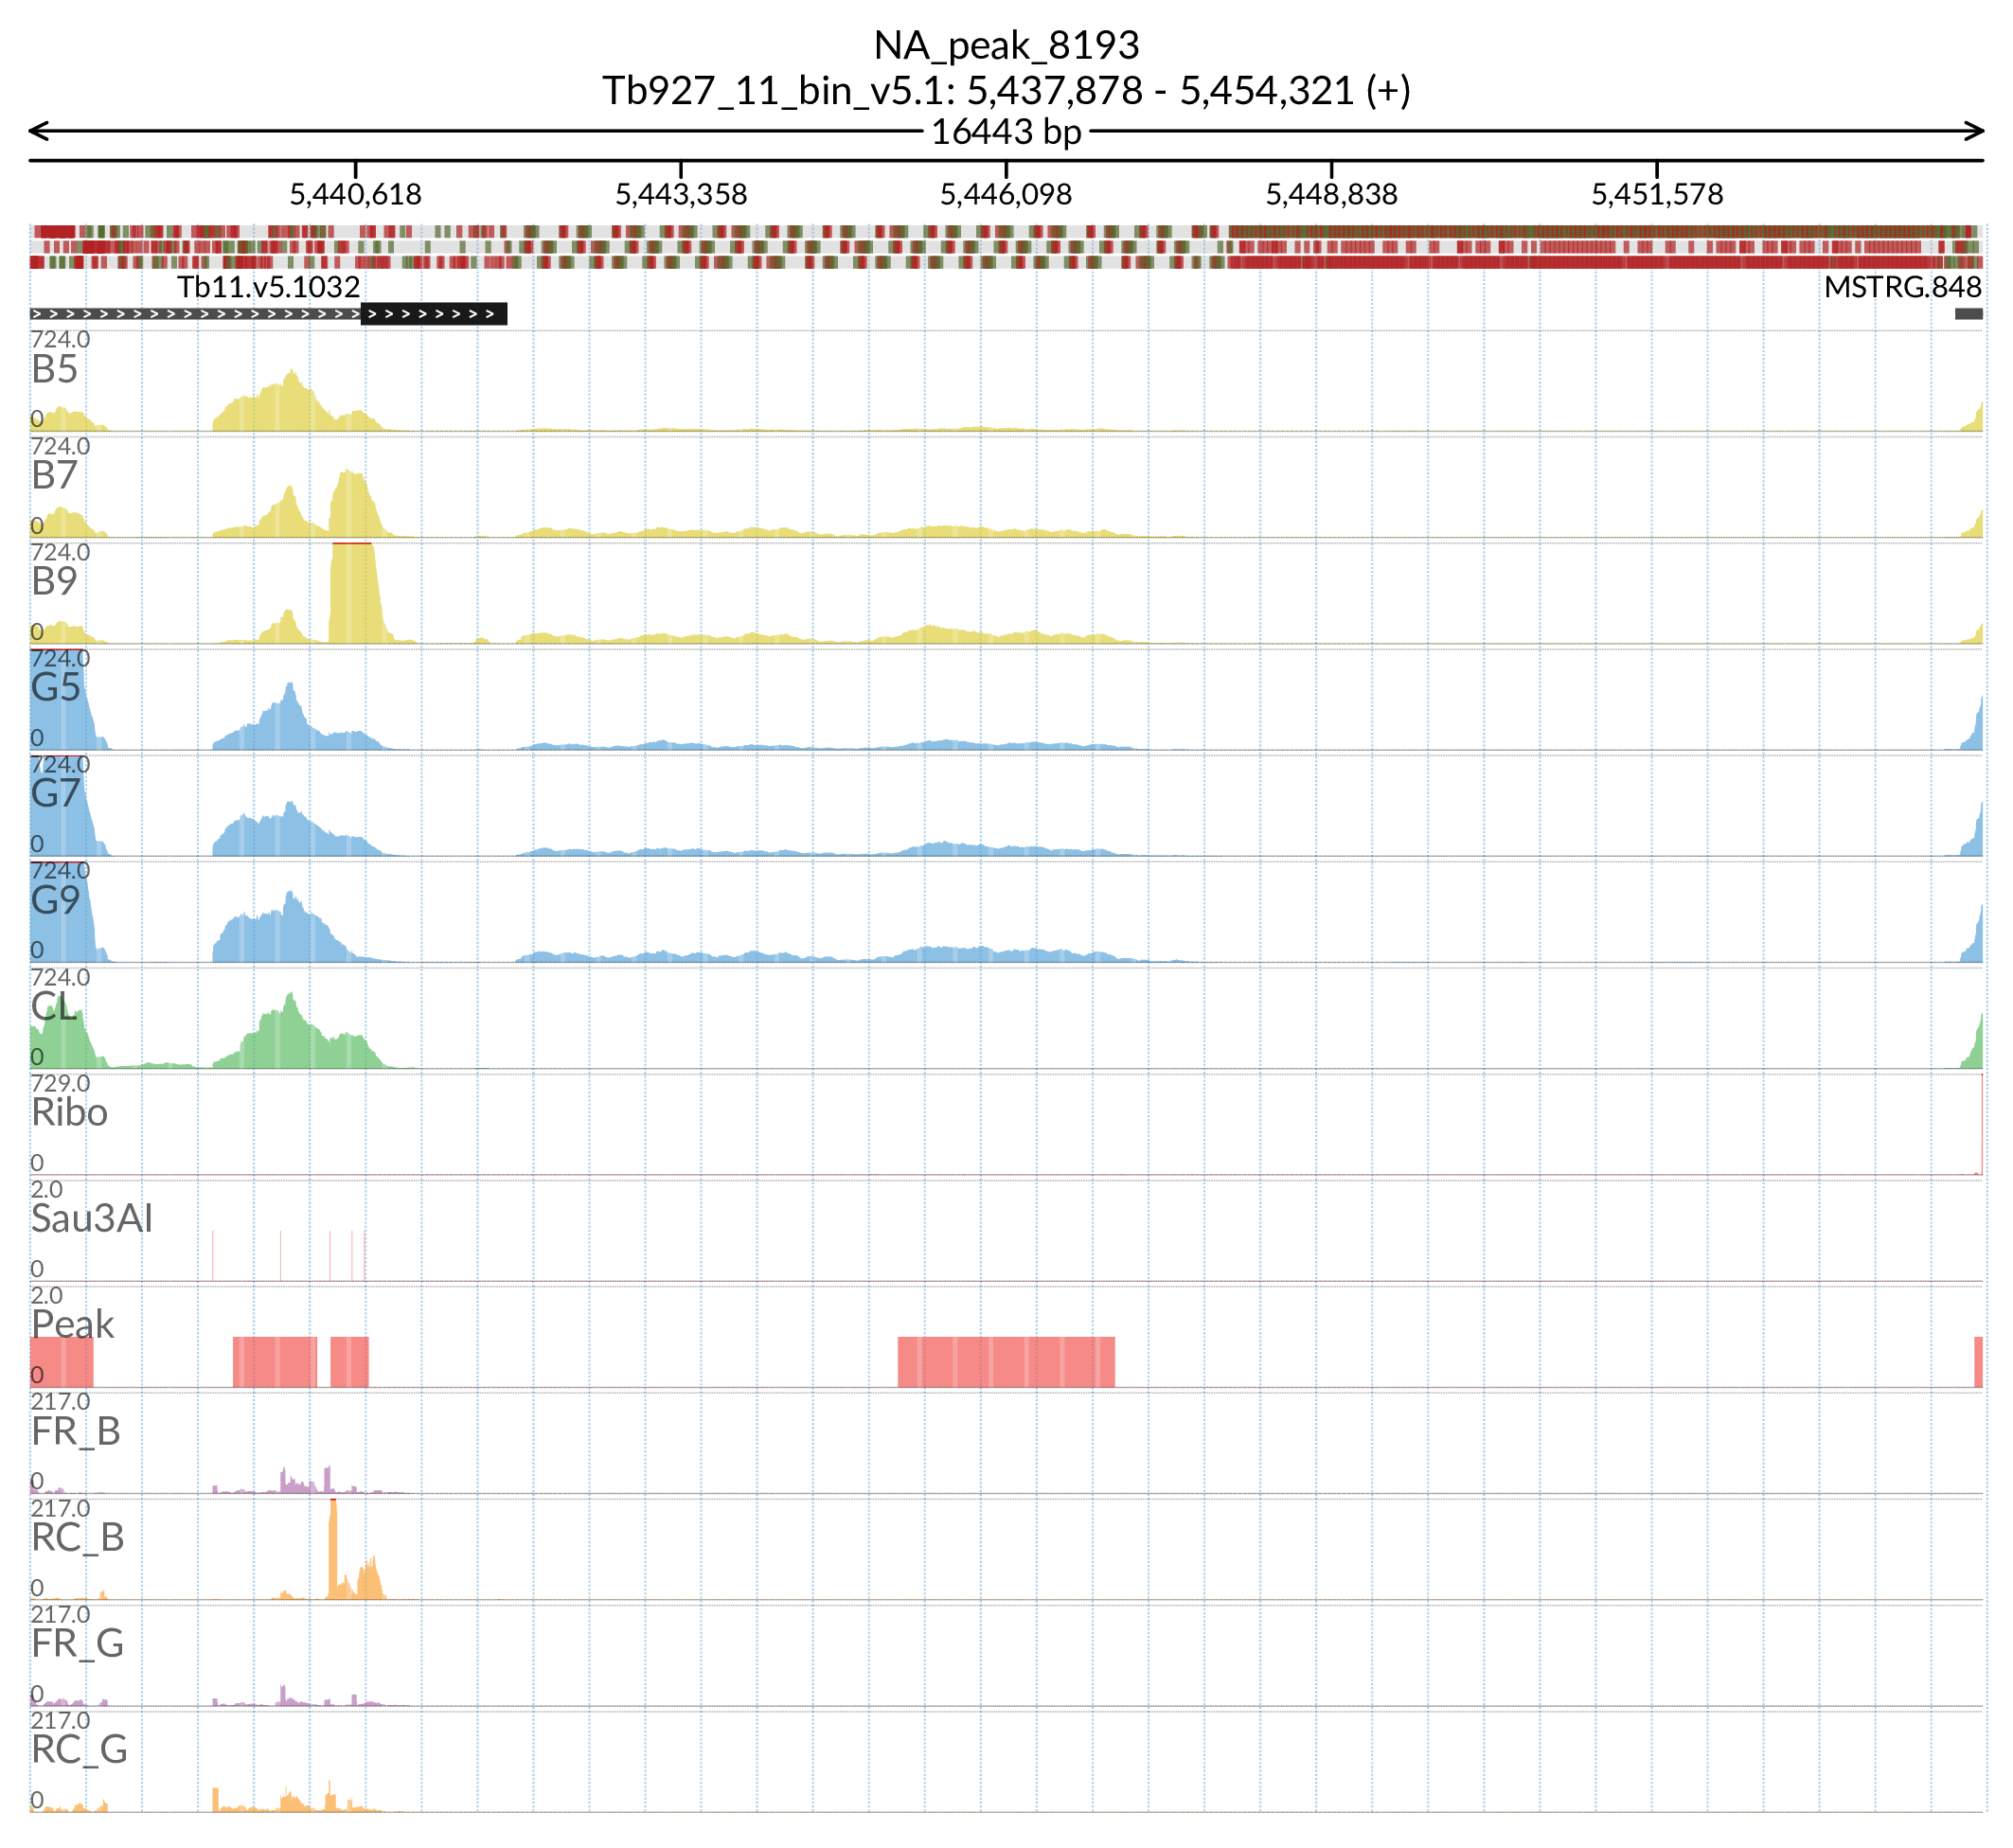 NA_peak_8193
Tb927_11_bin_v5.1: 5,437,878 - 5,454,321 (+)
16443 bp
5,440,618 5,443,358 5,446,098 5,448,838 5,451,578
Tb11.v5.1032 MSTRG.848
724.0
B5
0
724.0
B7
0
724.0
B9
0
724.0
G5
0
724.0
G7
0
724.0
G9
0
724.0
CL
0
729.0
Ribo
0
2.0
Sau3AI
0
2.0
Peak
0
217.0
FR_B
0
217.0
RC_B
0
217.0
FR_G
0
217.0
RC_G
0